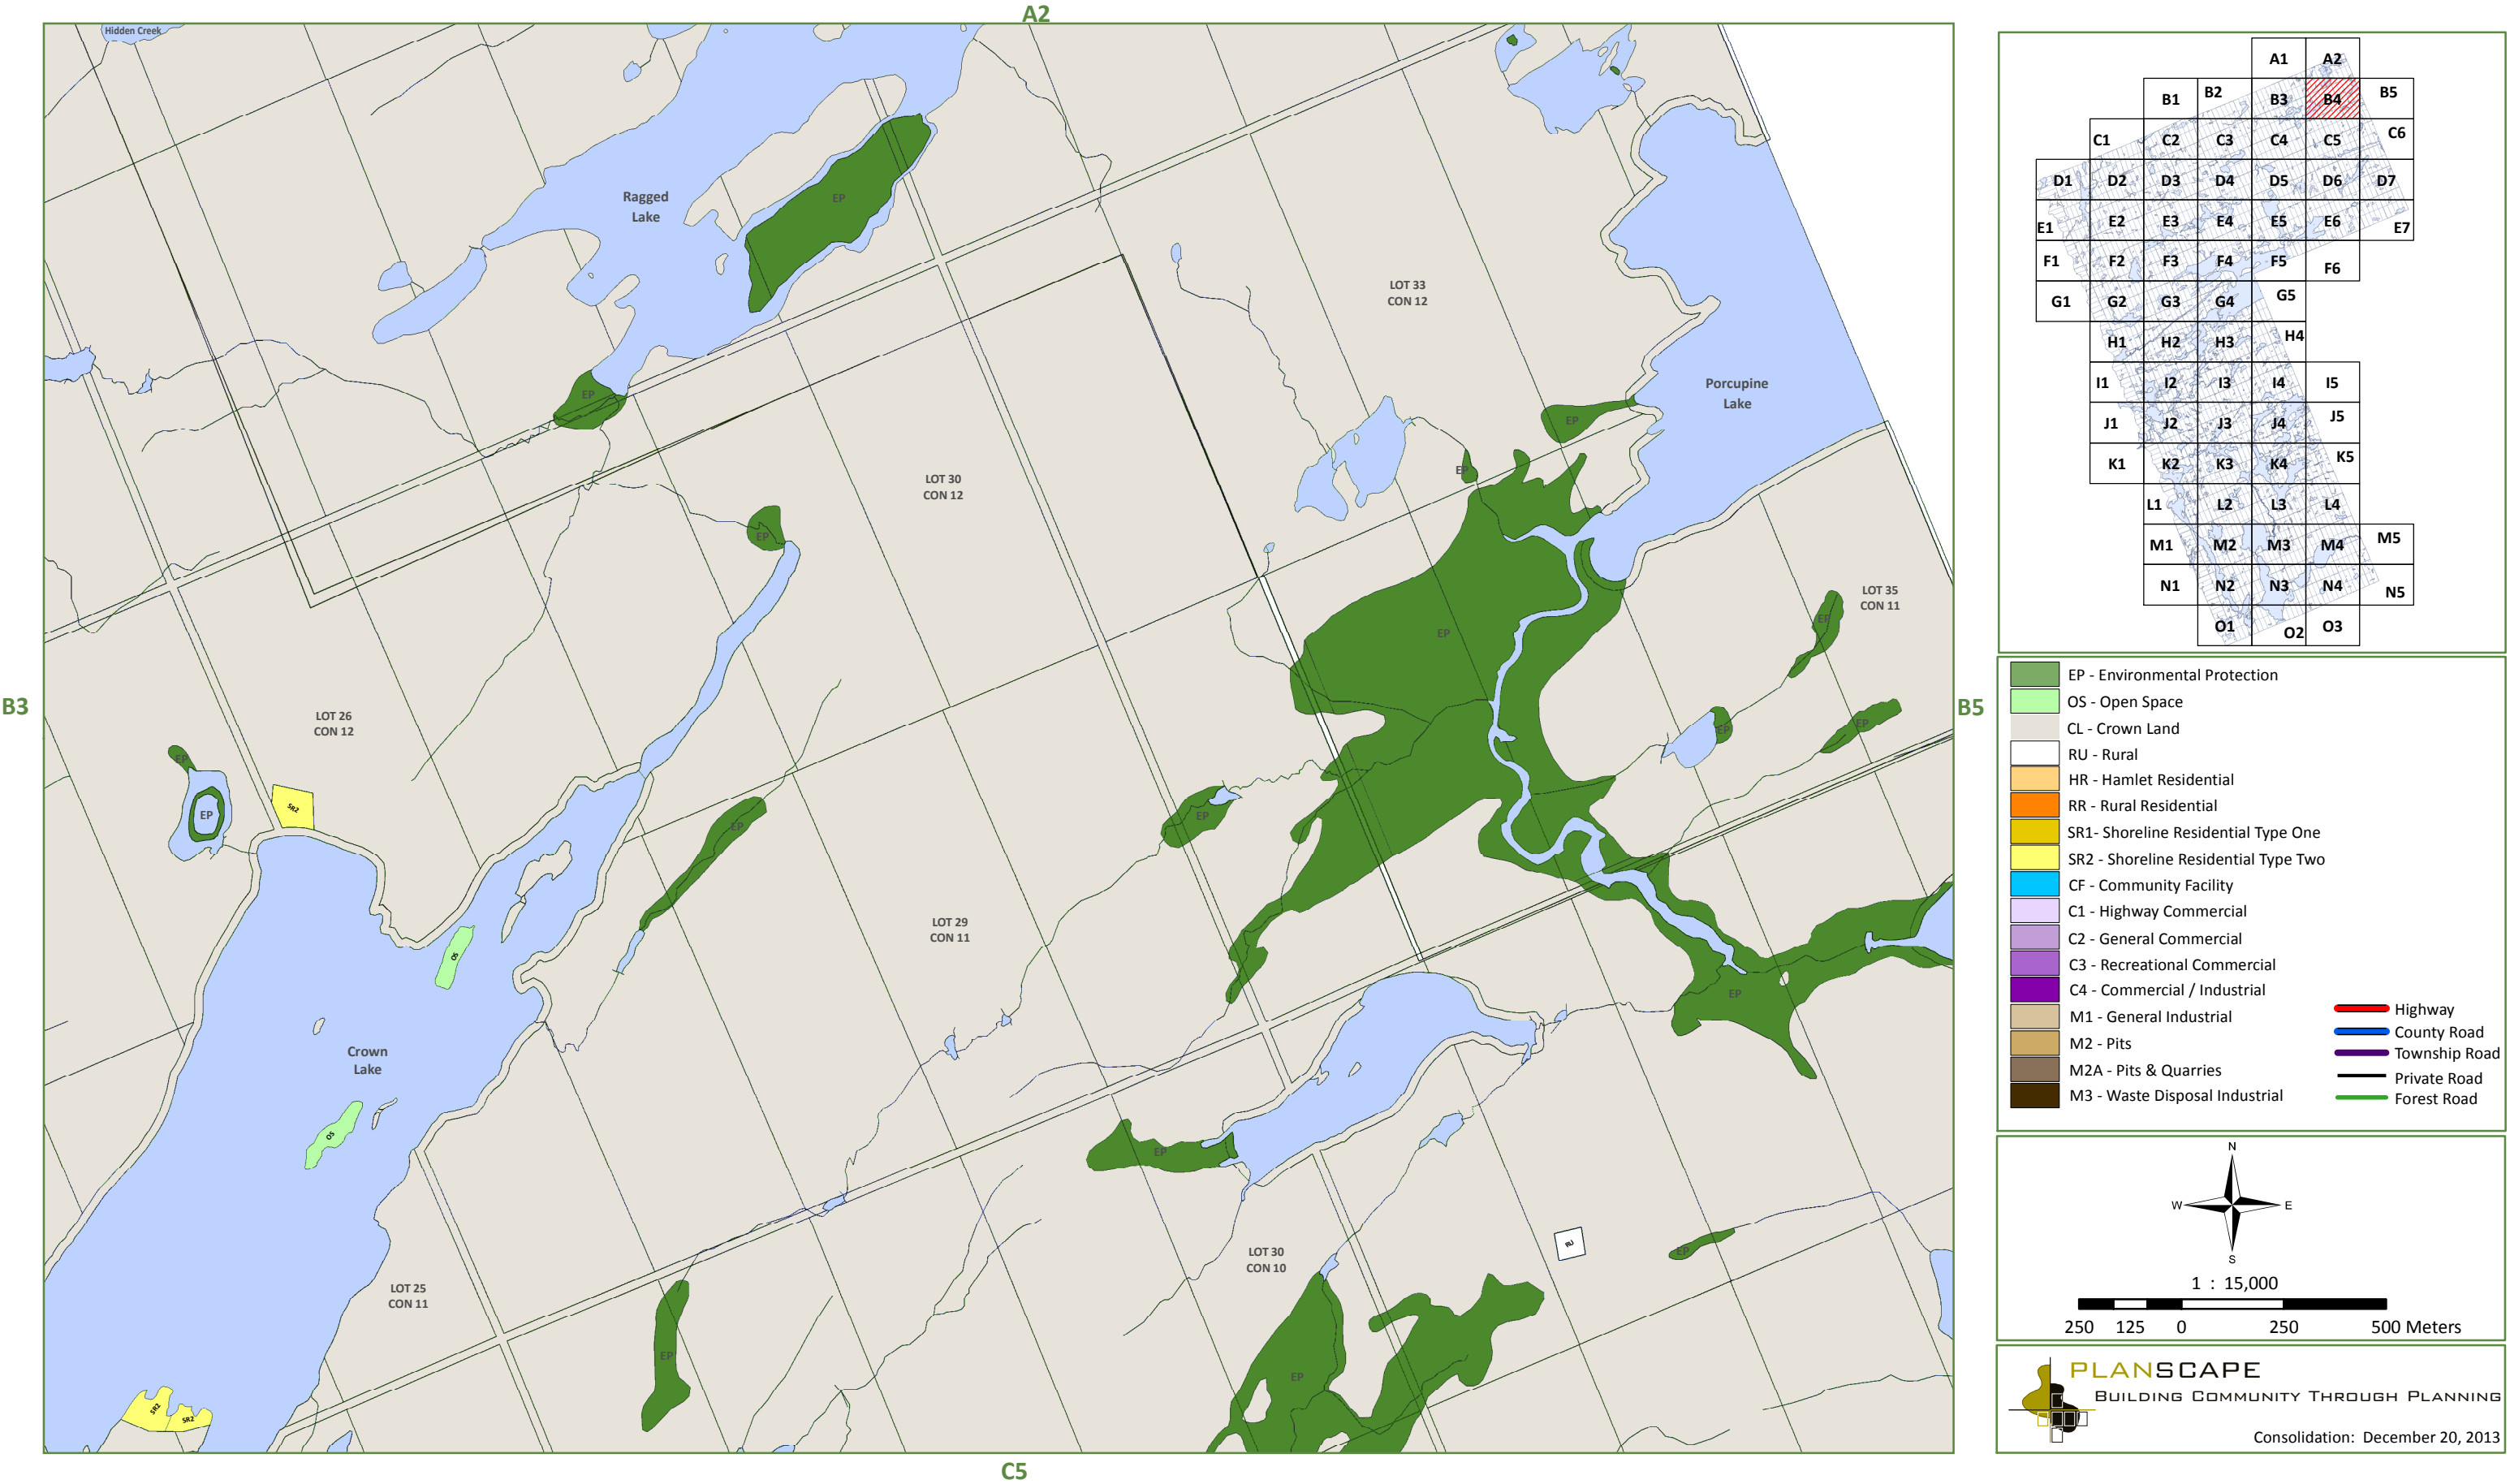 A2
Hidden Creek
Ragged
Lake
EP
LOT 33
CON 12
Porcupine
Lake
EP
EP
EP
LOT 30
CON 12
EP
LOT 35
CON 11
EP
EP
B3
B5
LOT 26
CON 12
EP
EP
EP
EP
SR2
EP
EP
LOT 29
CON 11
OS
EP
Crown
Lake
OS
EP
LOT 30
CON 10
RU
EP
LOT 25
CON 11
EP
EP
SR2
SR2
C5
A1 A2
B1 B2 B3 B4 B5
C1 C2 C3 C4 C5 C6
D1 D2 D3 D4 D5 D6 D7
E1 E2 E3 E4 E5 E6 E7
F1 F2 F3 F4 F5 F6
G1 G2 G3 G4 G5
H1 H2 H3 H4
I1 I2 I3 I4 I5
J1 J2 J3 J4 J5
K1 K2 K3 K4 K5
L1 L2 L3 L4
M1 M2 M3 M4 M5
N1 N2 N3 N4 N5
O1 O2 O3
EP - Environmental Protection
OS - Open Space
CL - Crown Land
RU - Rural
HR - Hamlet Residential
RR - Rural Residential
SR1- Shoreline Residential Type One
SR2 - Shoreline Residential Type Two
CF - Community Facility
C1 - Highway Commercial
C2 - General Commercial
C3 - Recreational Commercial
C4 - Commercial / Industrial
M1 - General Industrial
M2 - Pits
M2A - Pits & Quarries
M3 - Waste Disposal Industrial
Highway
County Road
Township Road
Private Road
Forest Road
N
W E
S
1 : 15,000
250 125 0 250 500 Meters
PLANSCAPE
BUILDING COMMUNITY THROUGH PLANNING
Consolidation: December 20, 2013